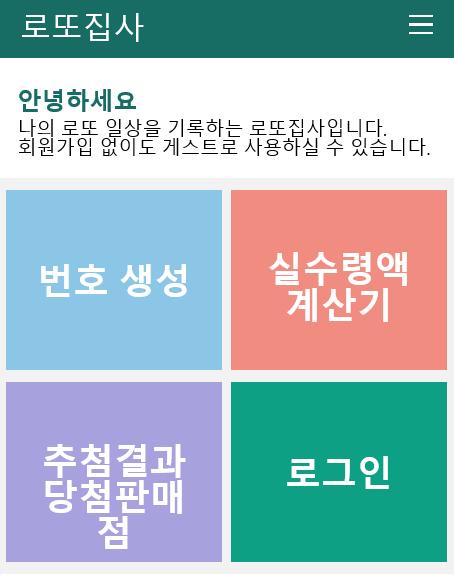 로또집사
안녕하세요
나의 로또 일상을 기록하는 로또집사입니다.
회원가입 없이도 게스트로 사용하실 수 있습니다.
번호 생성
실수령액
계산기
추첨결과
당첨판매
점
로그인